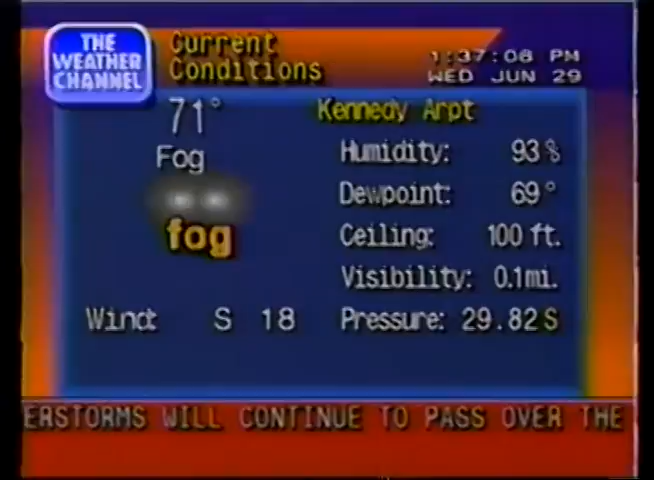 THE
WEATHER
CHANNEL
Current
Conditions
1:37:08 PM
WED JUN 29
71°
Fog
fog
Wind: S 18
Kennedy Arpt
Humidity: 93%
Dewpoint: 69°
Ceiling: 100 ft.
Visibility: 0.1mi.
Pressure: 29.82 S
ERSTORMS WILL CONTINUE TO PASS OVER THE